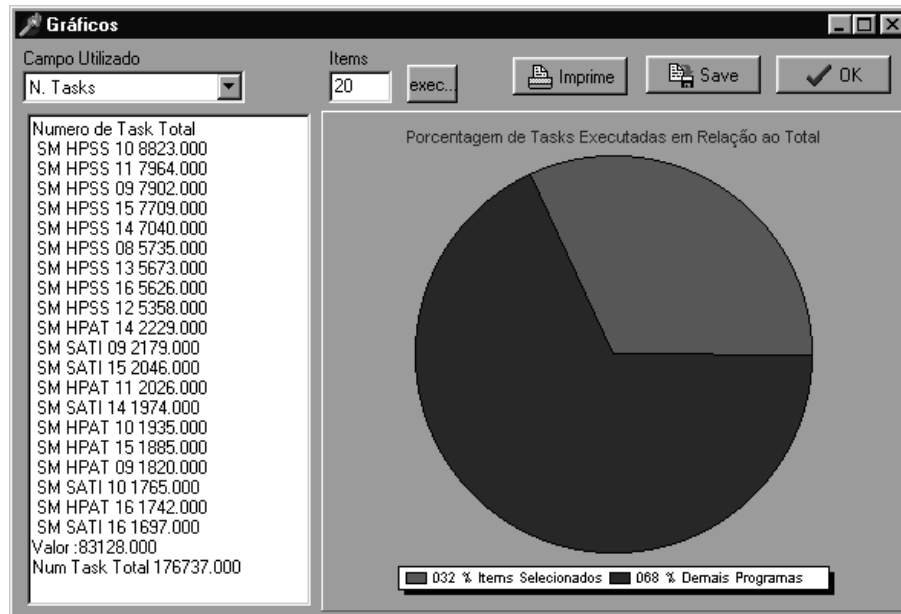 Gráficos
Campo Utilizado
Items
N. Tasks
20
exec...
Imprime
Save
OK
Numero de Task Total
SM HPSS 10 8823.000
SM HPSS 11 7964.000
SM HPSS 09 7902.000
SM HPSS 15 7709.000
SM HPSS 14 7040.000
SM HPSS 08 5735.000
SM HPSS 13 5673.000
SM HPSS 16 5626.000
SM HPSS 12 5358.000
SM HPAT 14 2229.000
SM SATI 09 2179.000
SM SATI 15 2046.000
SM HPAT 11 2026.000
SM SATI 14 1974.000
SM HPAT 10 1935.000
SM HPAT 15 1885.000
SM HPAT 09 1820.000
SM SATI 10 1765.000
SM HPAT 16 1742.000
SM SATI 16 1697.000
Valor :83128.000
Num Task Total 176737.000
Porcentagem de Tasks Executadas em Relação ao Total
032 % Items Selecionados 068 % Demais Programas